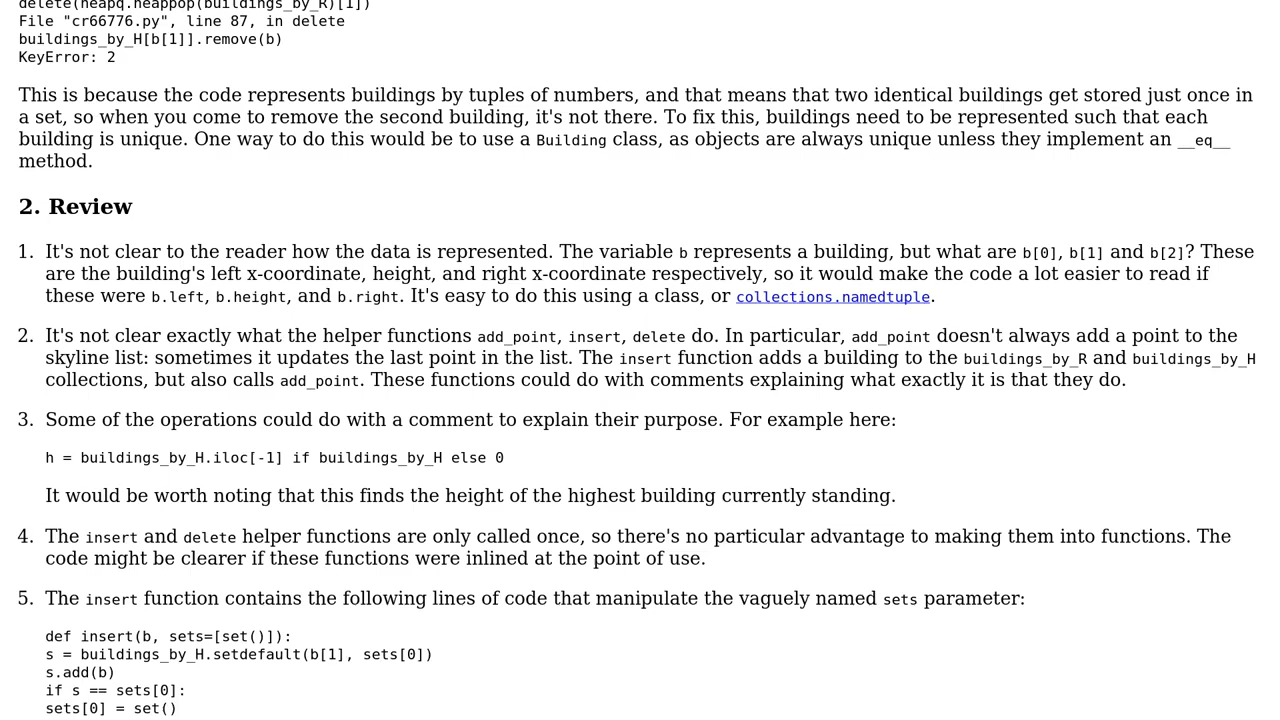 delete(heapq.heappop(buildings_by_R)[1])
File "cr66776.py", line 87, in delete
buildings_by_H[b[1]].remove(b)
KeyError: 2
This is because the code represents buildings by tuples of numbers, and that means that two identical buildings get stored just once in
a set, so when you come to remove the second building, it's not there. To fix this, buildings need to be represented such that each
building is unique. One way to do this would be to use a Building class, as objects are always unique unless they implement an __eq__
method.
2. Review
1. It's not clear to the reader how the data is represented. The variable b represents a building, but what are b[0], b[1] and b[2]? These
are the building's left x-coordinate, height, and right x-coordinate respectively, so it would make the code a lot easier to read if
these were b.left, b.height, and b.right. It's easy to do this using a class, or collections.namedtuple.
2. It's not clear exactly what the helper functions add_point, insert, delete do. In particular, add_point doesn't always add a point to the
skyline list: sometimes it updates the last point in the list. The insert function adds a building to the buildings_by_R and buildings_by_H
collections, but also calls add_point. These functions could do with comments explaining what exactly it is that they do.
3. Some of the operations could do with a comment to explain their purpose. For example here:
h = buildings_by_H.iloc[-1] if buildings_by_H else 0
It would be worth noting that this finds the height of the highest building currently standing.
4. The insert and delete helper functions are only called once, so there's no particular advantage to making them into functions. The
code might be clearer if these functions were inlined at the point of use.
5. The insert function contains the following lines of code that manipulate the vaguely named sets parameter:
def insert(b, sets=[set()]):
s = buildings_by_H.setdefault(b[1], sets[0])
s.add(b)
if s == sets[0]:
sets[0] = set()